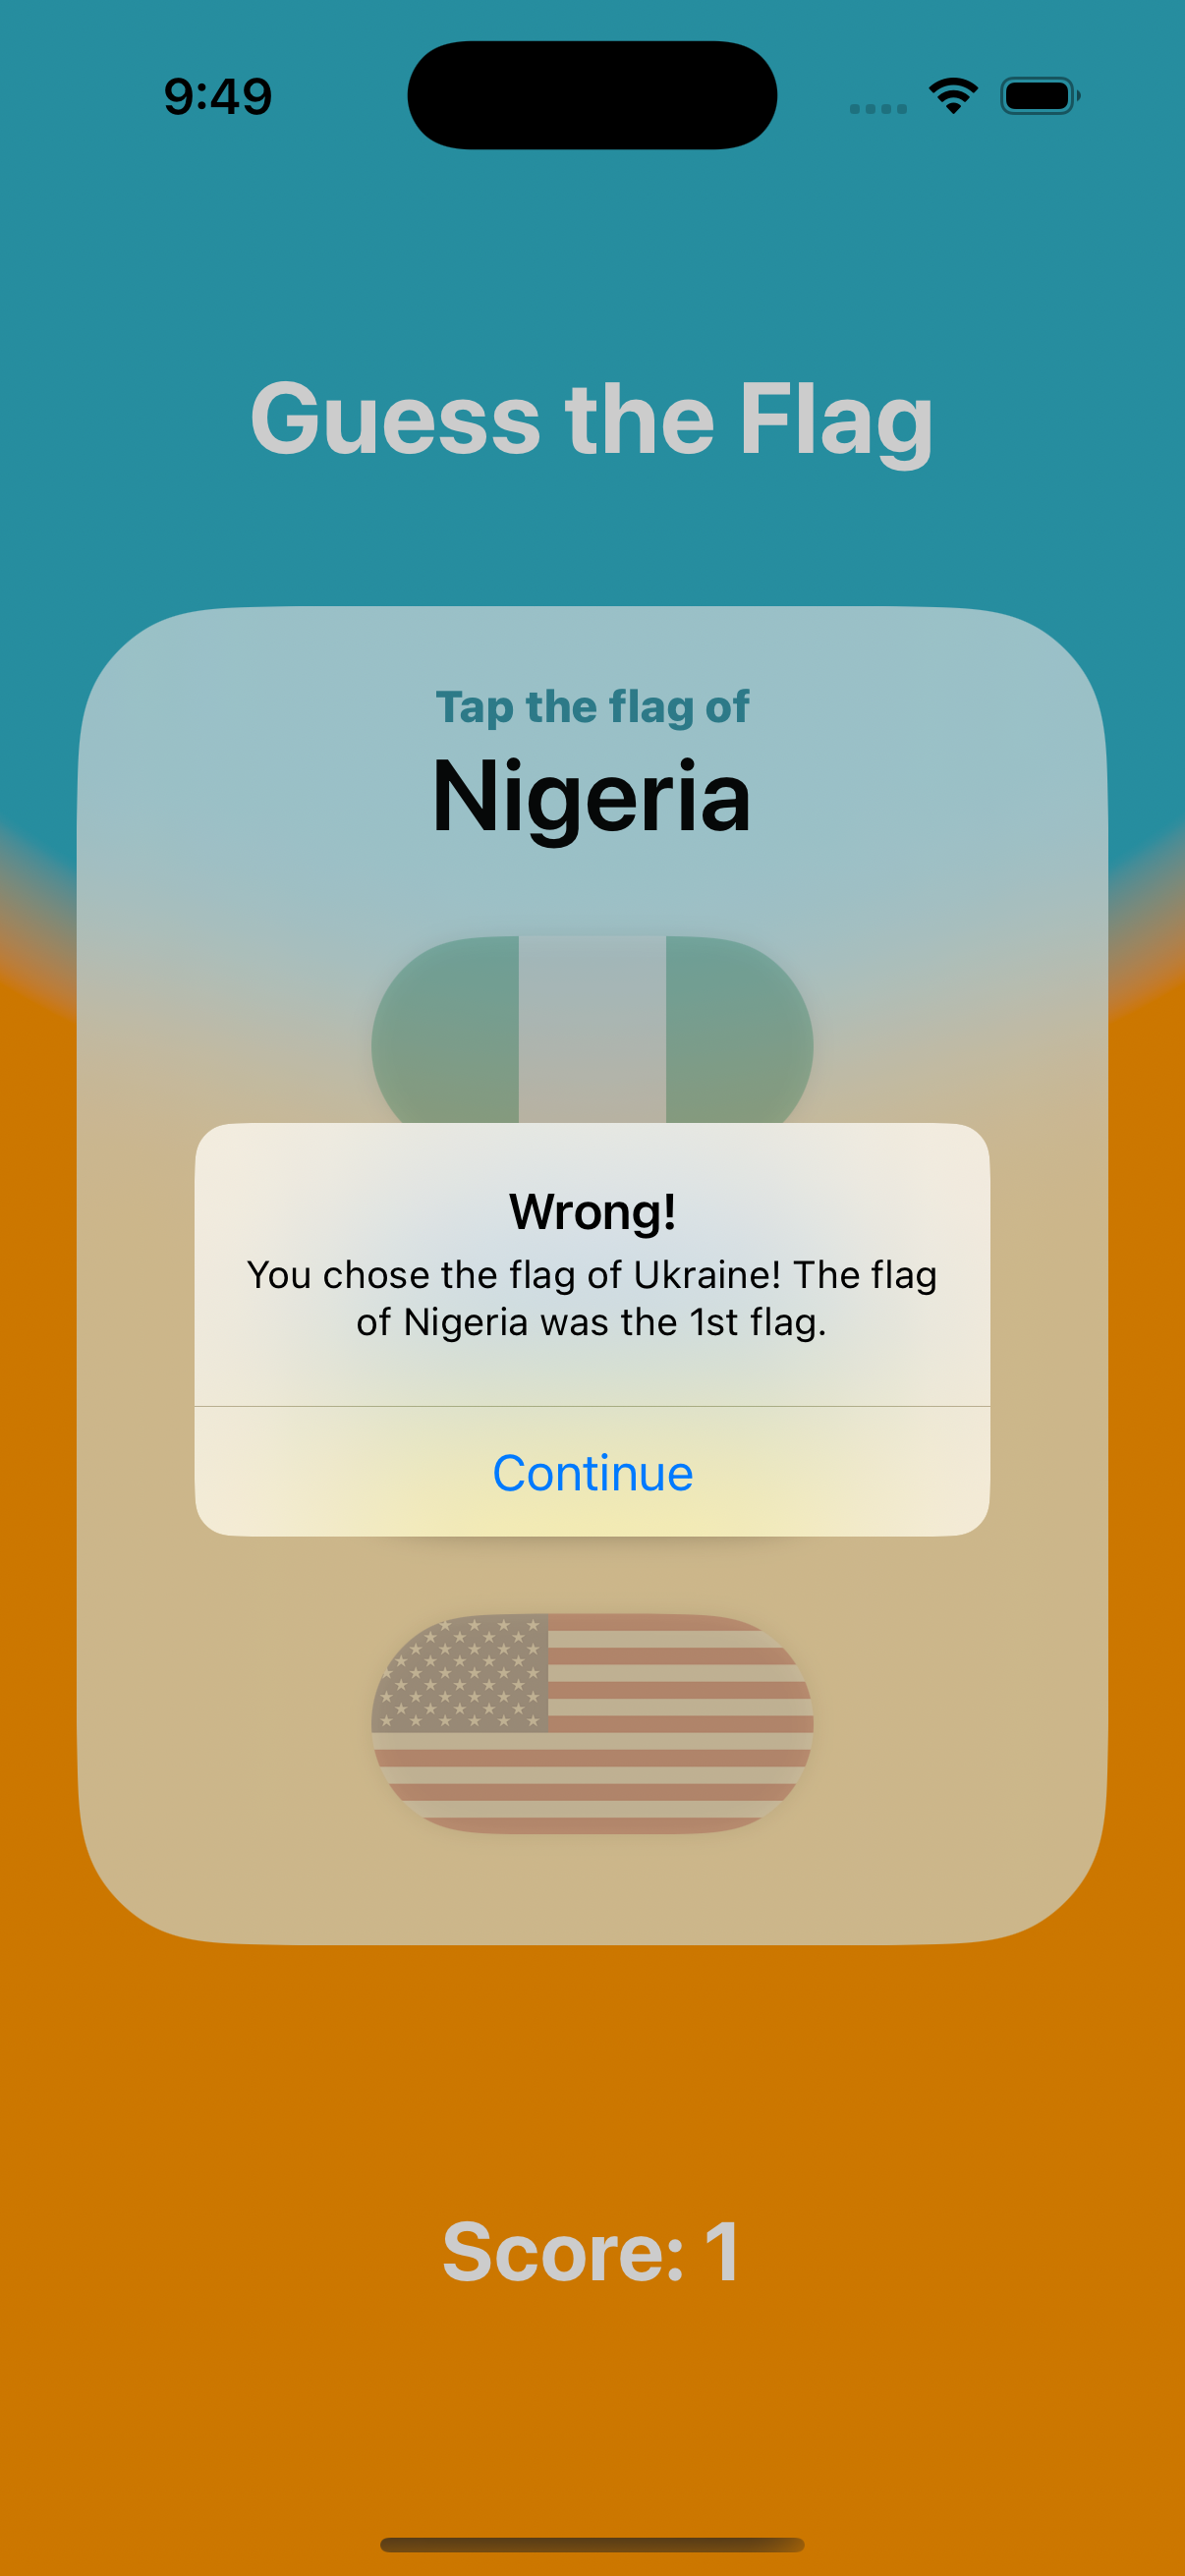 9:49
Guess the Flag
Tap the flag of
Nigeria
Wrong!
You chose the flag of Ukraine! The flag
of Nigeria was the 1st flag.
Continue
Score: 1